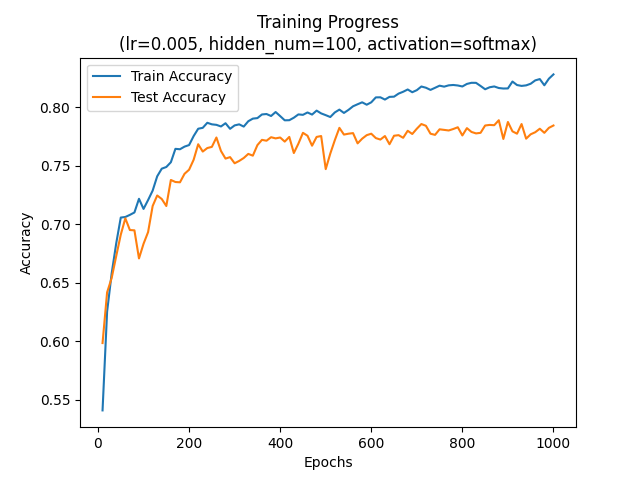 Training Progress
(lr=0.005, hidden_num=100, activation=softmax)
Train Accuracy
Test Accuracy
0.80
0.75
0.70
0.65
0.60
0.55
Accuracy
0 200 400 600 800 1000
Epochs